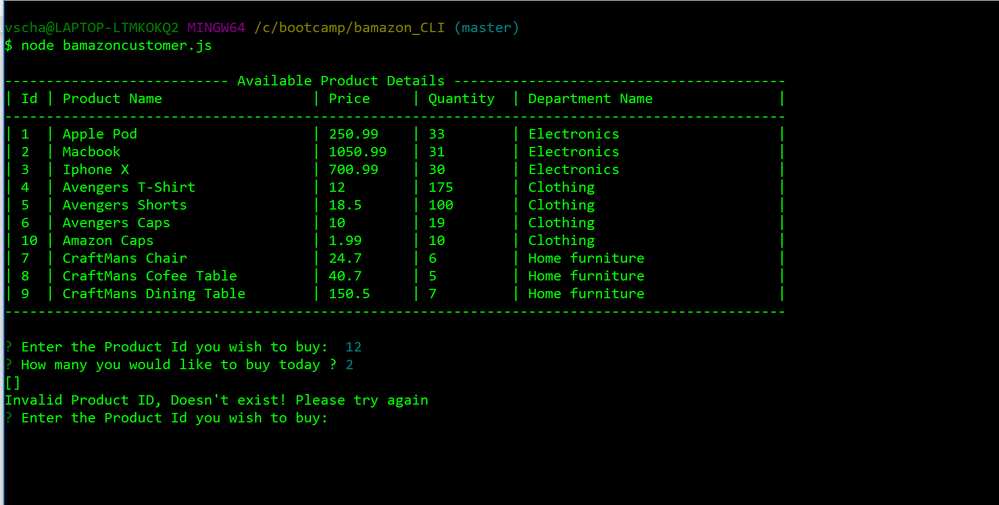 vscha@LAPTOP-LTMKOKQ2 MINGW64 /c/bootcamp/bamazon_CLI (master)
$ node bamazoncustomer.js
--------------------------- Available Product Details ----------------------------------------
| Id | Product Name                  | Price     | Quantity  | Department Name               |
----------------------------------------------------------------------------------------------
| 1  | Apple Pod                     | 250.99    | 33        | Electronics                   |
| 2  | Macbook                       | 1050.99   | 31        | Electronics                   |
| 3  | Iphone X                      | 700.99    | 30        | Electronics                   |
| 4  | Avengers T-Shirt              | 12        | 175       | Clothing                      |
| 5  | Avengers Shorts               | 18.5      | 100       | Clothing                      |
| 6  | Avengers Caps                 | 10        | 19        | Clothing                      |
| 10 | Amazon Caps                   | 1.99      | 10        | Clothing                      |
| 7  | CraftMans Chair               | 24.7      | 6         | Home furniture                |
| 8  | CraftMans Cofee Table         | 40.7      | 5         | Home furniture                |
| 9  | CraftMans Dining Table        | 150.5     | 7         | Home furniture                |
----------------------------------------------------------------------------------------------
? Enter the Product Id you wish to buy:  12
? How many you would like to buy today ? 2
[]
Invalid Product ID, Doesn't exist! Please try again
? Enter the Product Id you wish to buy: